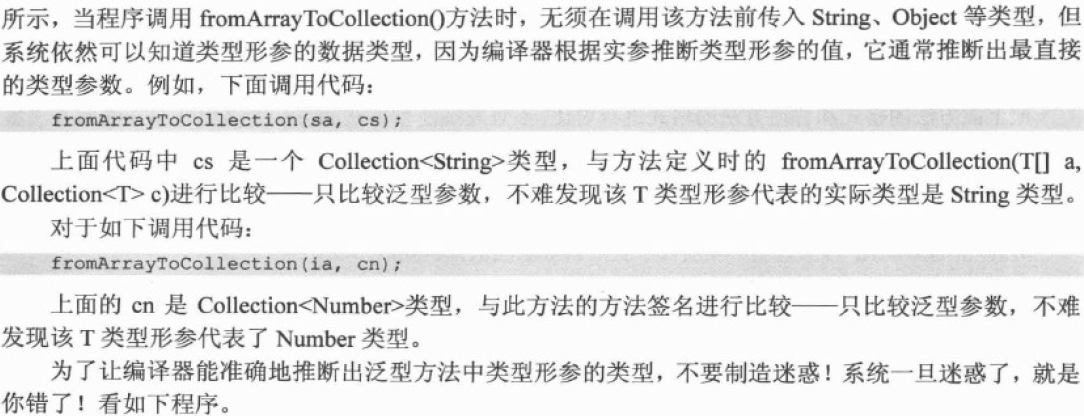 所示，当程序调用 fromArrayToCollection()方法时，无须在调用该方法前传入 String、Object 等类型，但
系统依然可以知道类型形参的数据类型，因为编译器根据实参推断类型形参的值，它通常推断出最直接
的类型参数。例如，下面调用代码：
fromArrayToCollection(sa, cs);
上面代码中 cs 是一个 Collection<String>类型，与方法定义时的 fromArrayToCollection(T[] a,
Collection<T> c)进行比较——只比较泛型参数，不难发现该 T 类型形参代表的实际类型是 String 类型。
对于如下调用代码：
fromArrayToCollection(ia, cn);
上面的 cn 是 Collection<Number>类型，与此方法的方法签名进行比较——只比较泛型参数，不难
发现该 T 类型形参代表了 Number 类型。
为了让编译器能准确地推断出泛型方法中类型形参的类型，不要制造迷惑！系统一旦迷惑了，就是
你错了！看如下程序。